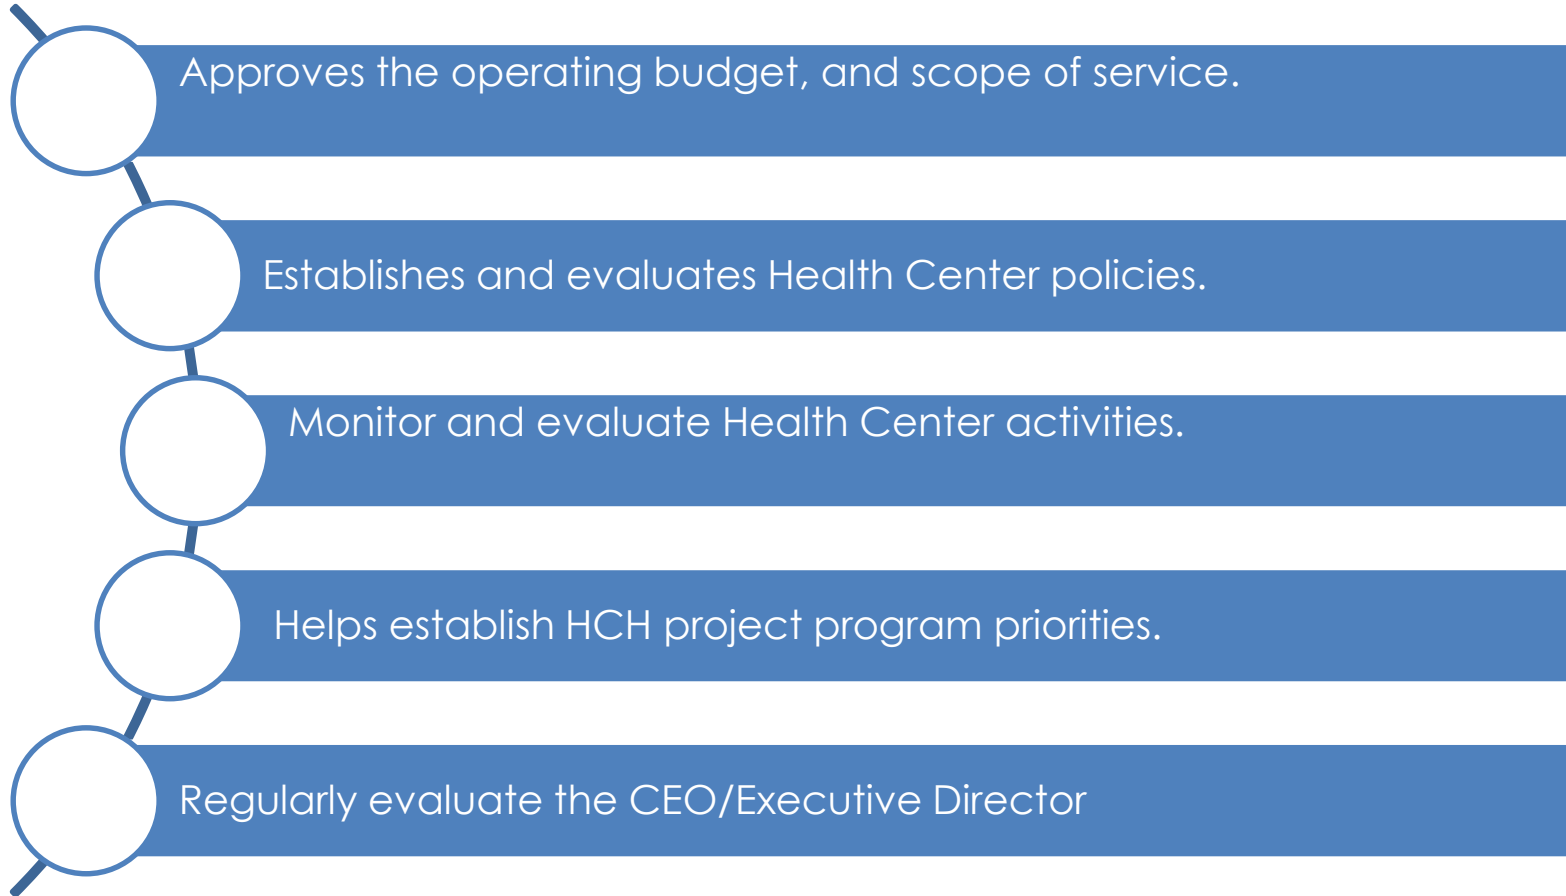 Approves the operating budget, and scope of service.
Establishes and evaluates Health Center policies.
Monitor and evaluate Health Center activities.
Helps establish HCH project program priorities.
Regularly evaluate the CEO/Executive Director